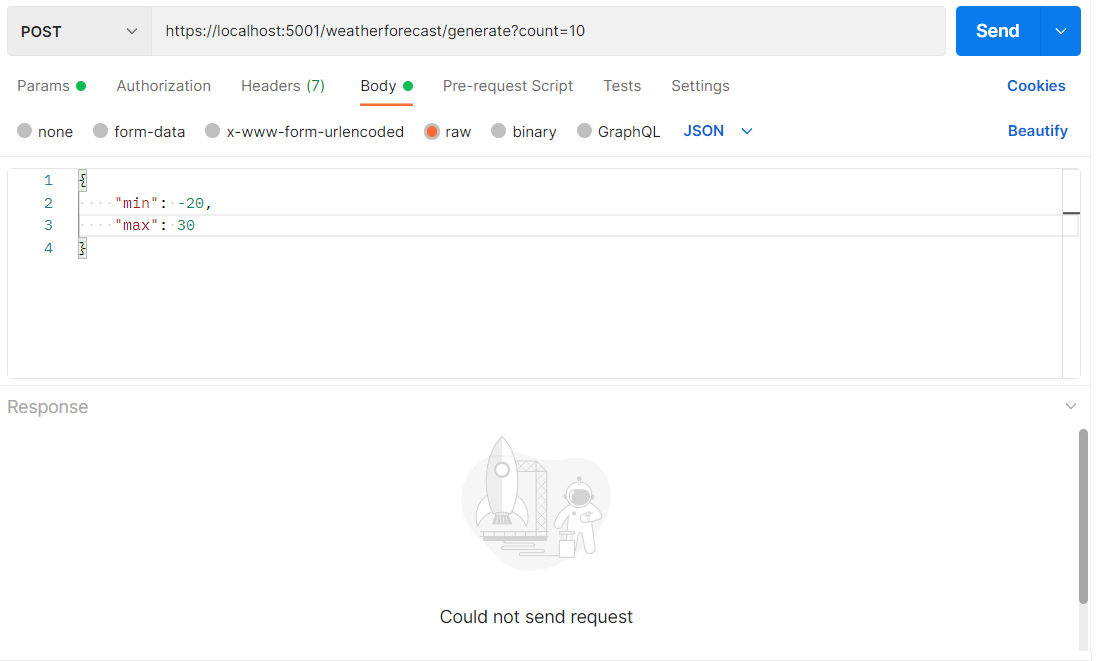 POST https://localhost:5001/weatherforecast/generate?count=10 Send
Params Authorization Headers (7) Body Pre-request Script Tests Settings Cookies
none form-data x-www-form-urlencoded raw binary GraphQL JSON Beautify
1 {
2 "min": -20,
3 "max": 30
4 }
Response
Could not send request